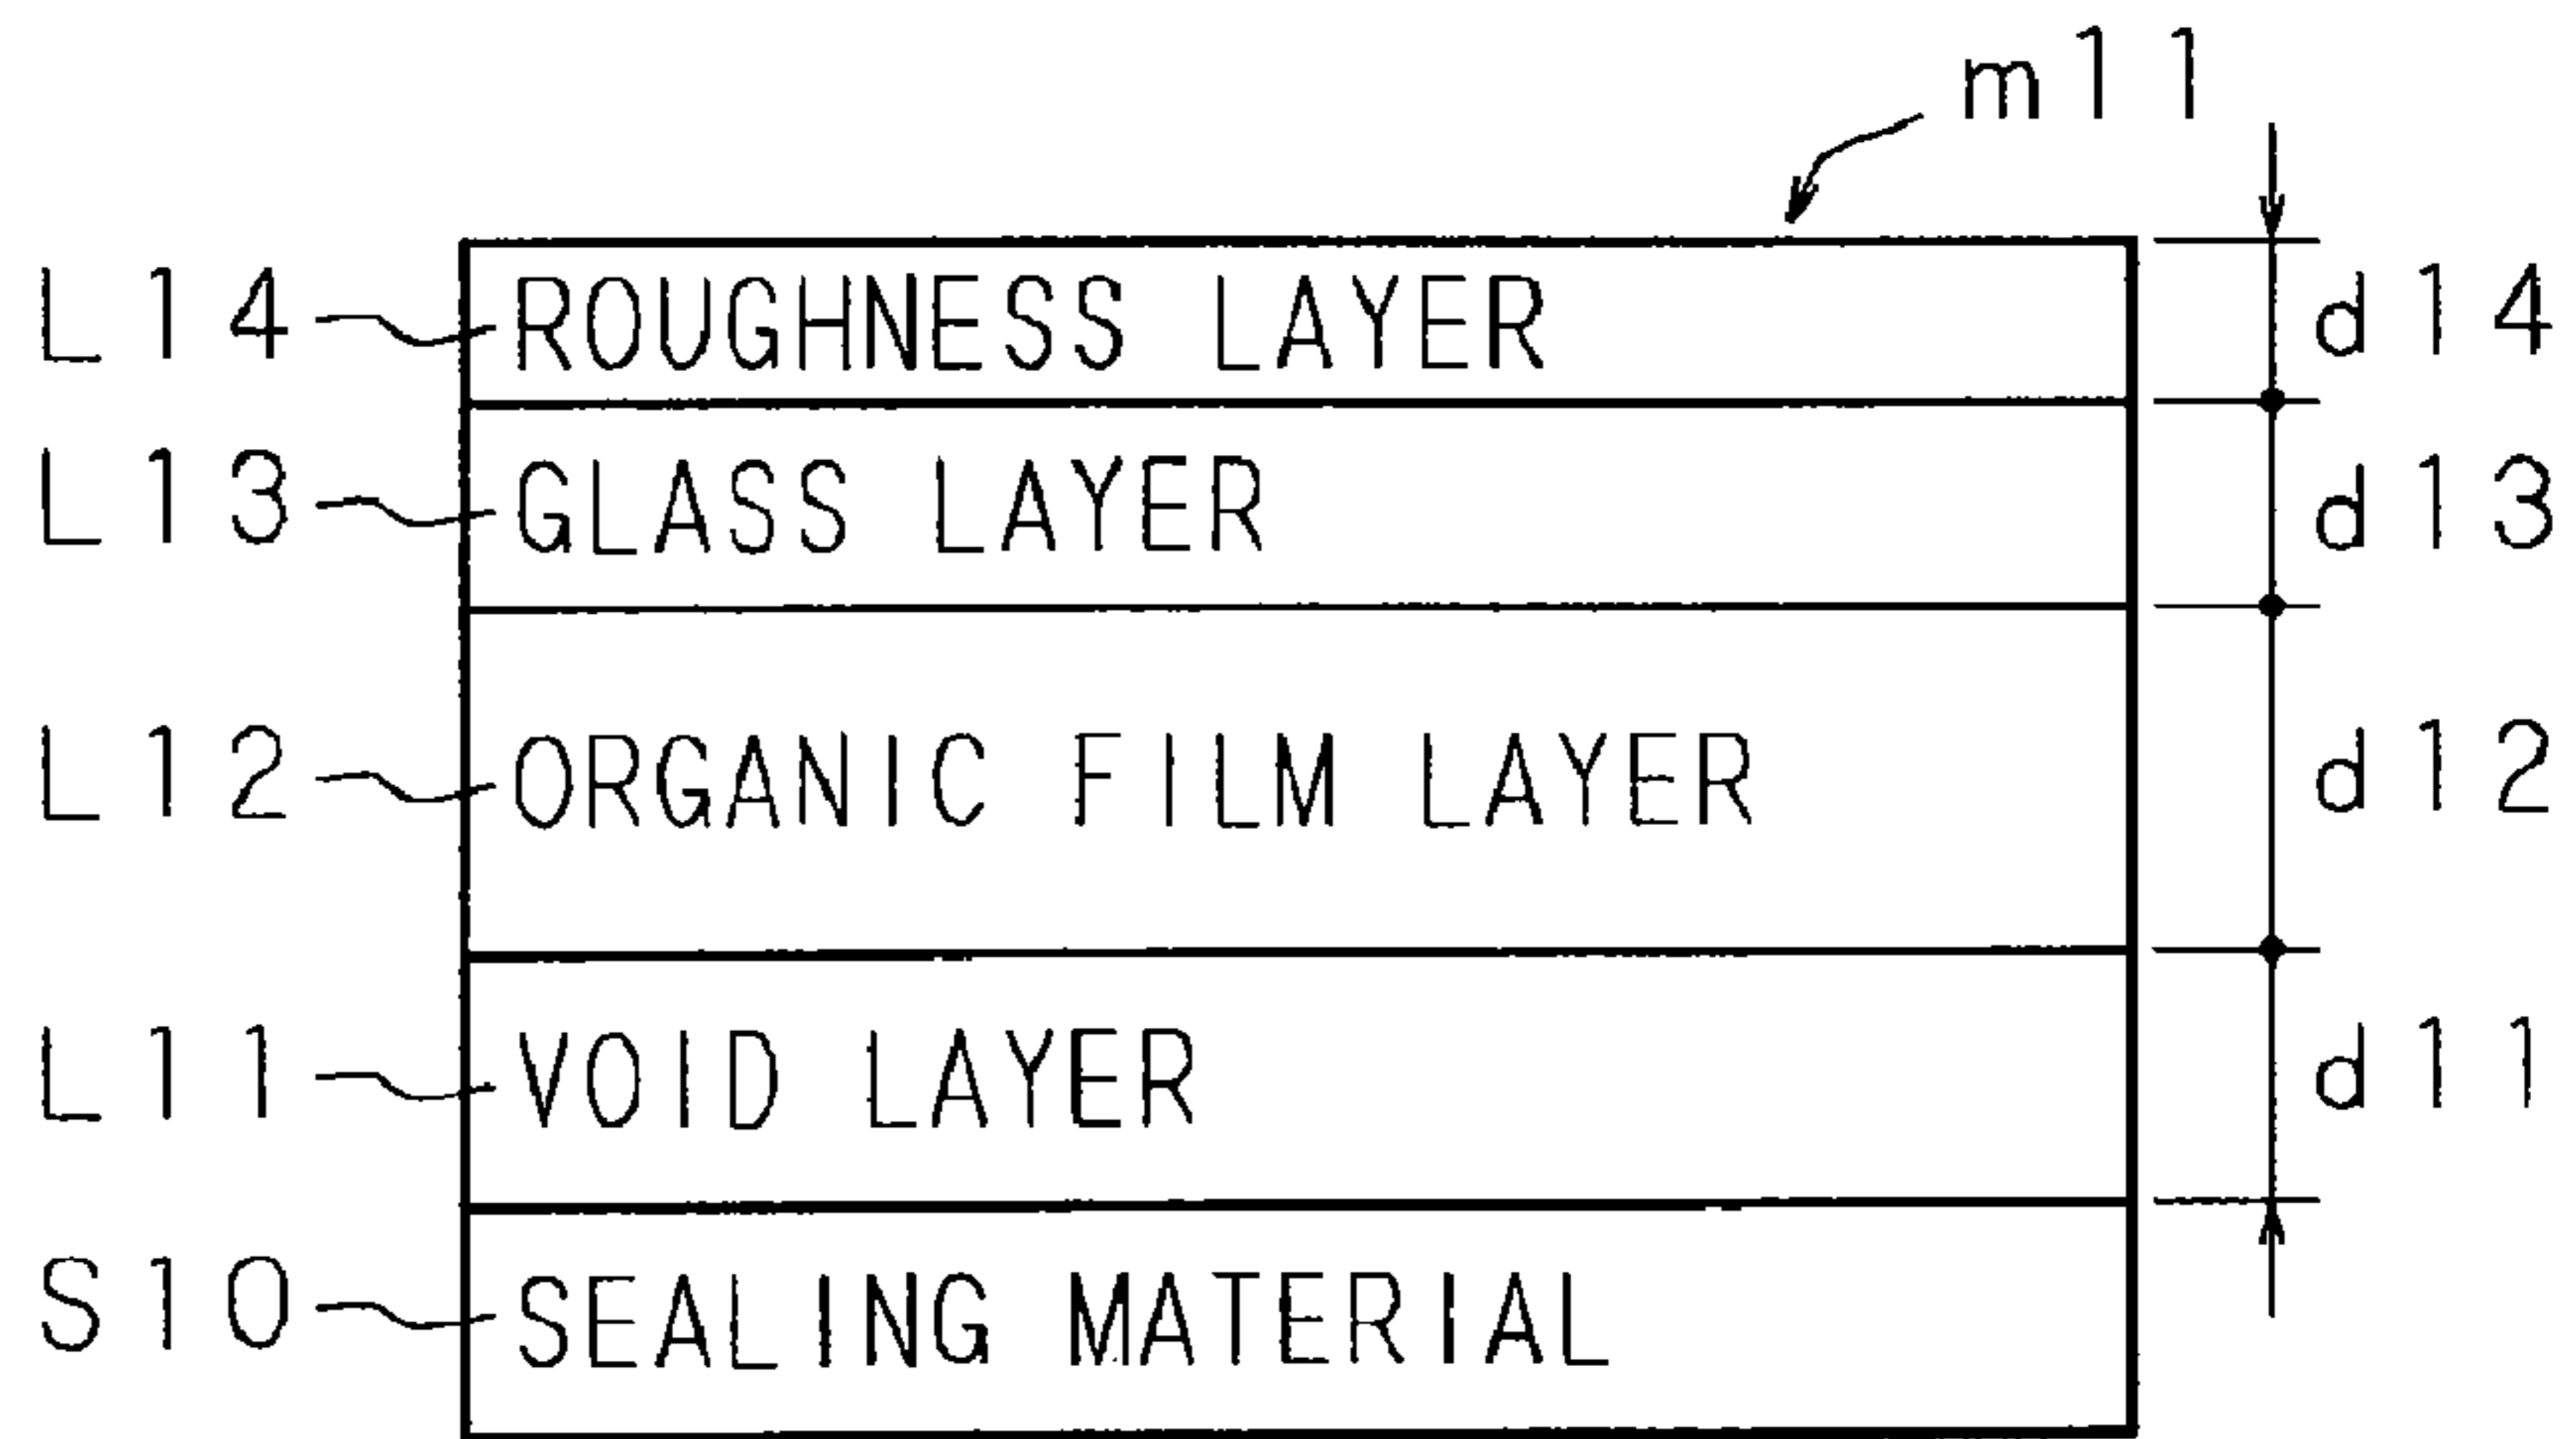 m11
L14 ROUGHNESS LAYER d14
L13 GLASS LAYER d13
L12 ORGANIC FILM LAYER d12
L11 VOID LAYER d11
S10 SEALING MATERIAL